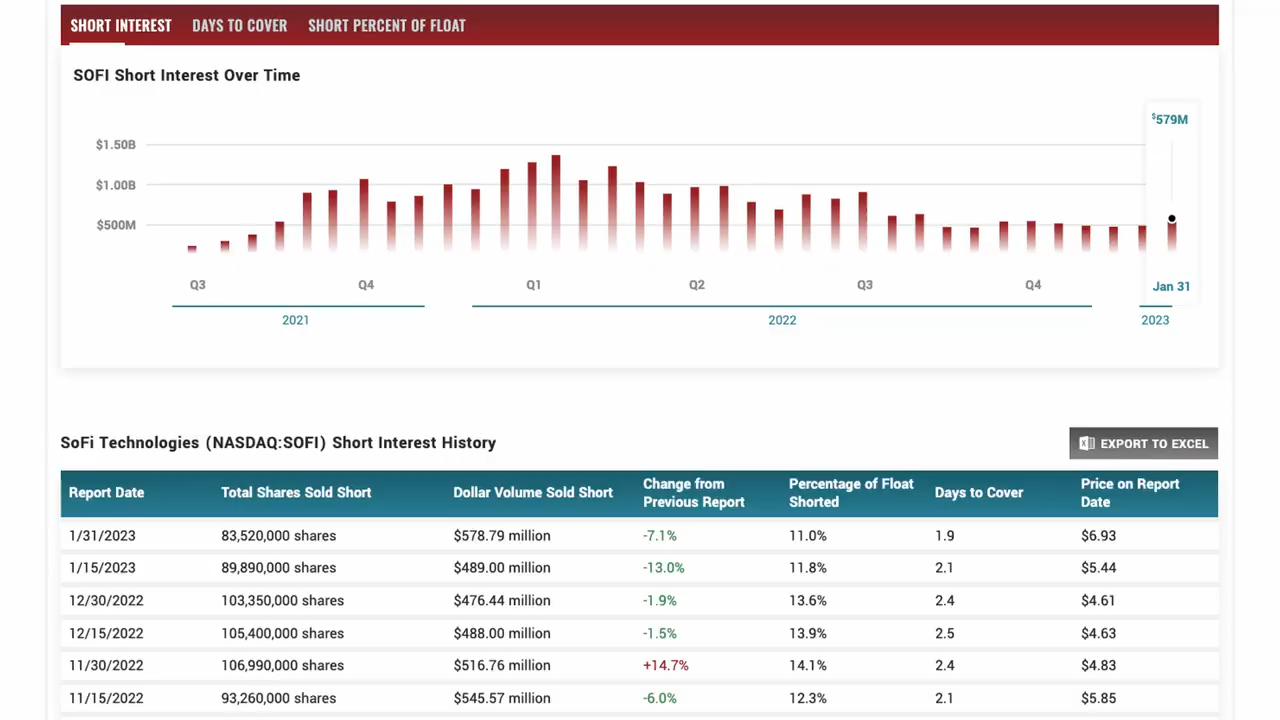 SHORT INTEREST DAYS TO COVER SHORT PERCENT OF FLOAT
SOFI Short Interest Over Time
$579M
$1.50B
$1.00B
$500M
Q3 Q4 Q1 Q2 Q3 Q4 Jan 31
2021 2022 2023
SoFi Technologies (NASDAQ:SOFI) Short Interest History
EXPORT TO EXCEL
Report Date Total Shares Sold Short Dollar Volume Sold Short Change from Previous Report Percentage of Float Shorted Days to Cover Price on Report Date
1/31/2023 83,520,000 shares $578.79 million -7.1% 11.0% 1.9 $6.93
1/15/2023 89,890,000 shares $489.00 million -13.0% 11.8% 2.1 $5.44
12/30/2022 103,350,000 shares $476.44 million -1.9% 13.6% 2.4 $4.61
12/15/2022 105,400,000 shares $488.00 million -1.5% 13.9% 2.5 $4.63
11/30/2022 106,990,000 shares $516.76 million +14.7% 14.1% 2.4 $4.83
11/15/2022 93,260,000 shares $545.57 million -6.0% 12.3% 2.1 $5.85